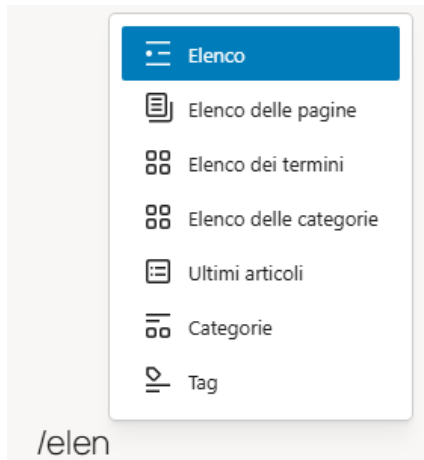 Elenco
Elenco delle pagine
Elenco dei termini
Elenco delle categorie
Ultimi articoli
Categorie
Tag
/elen